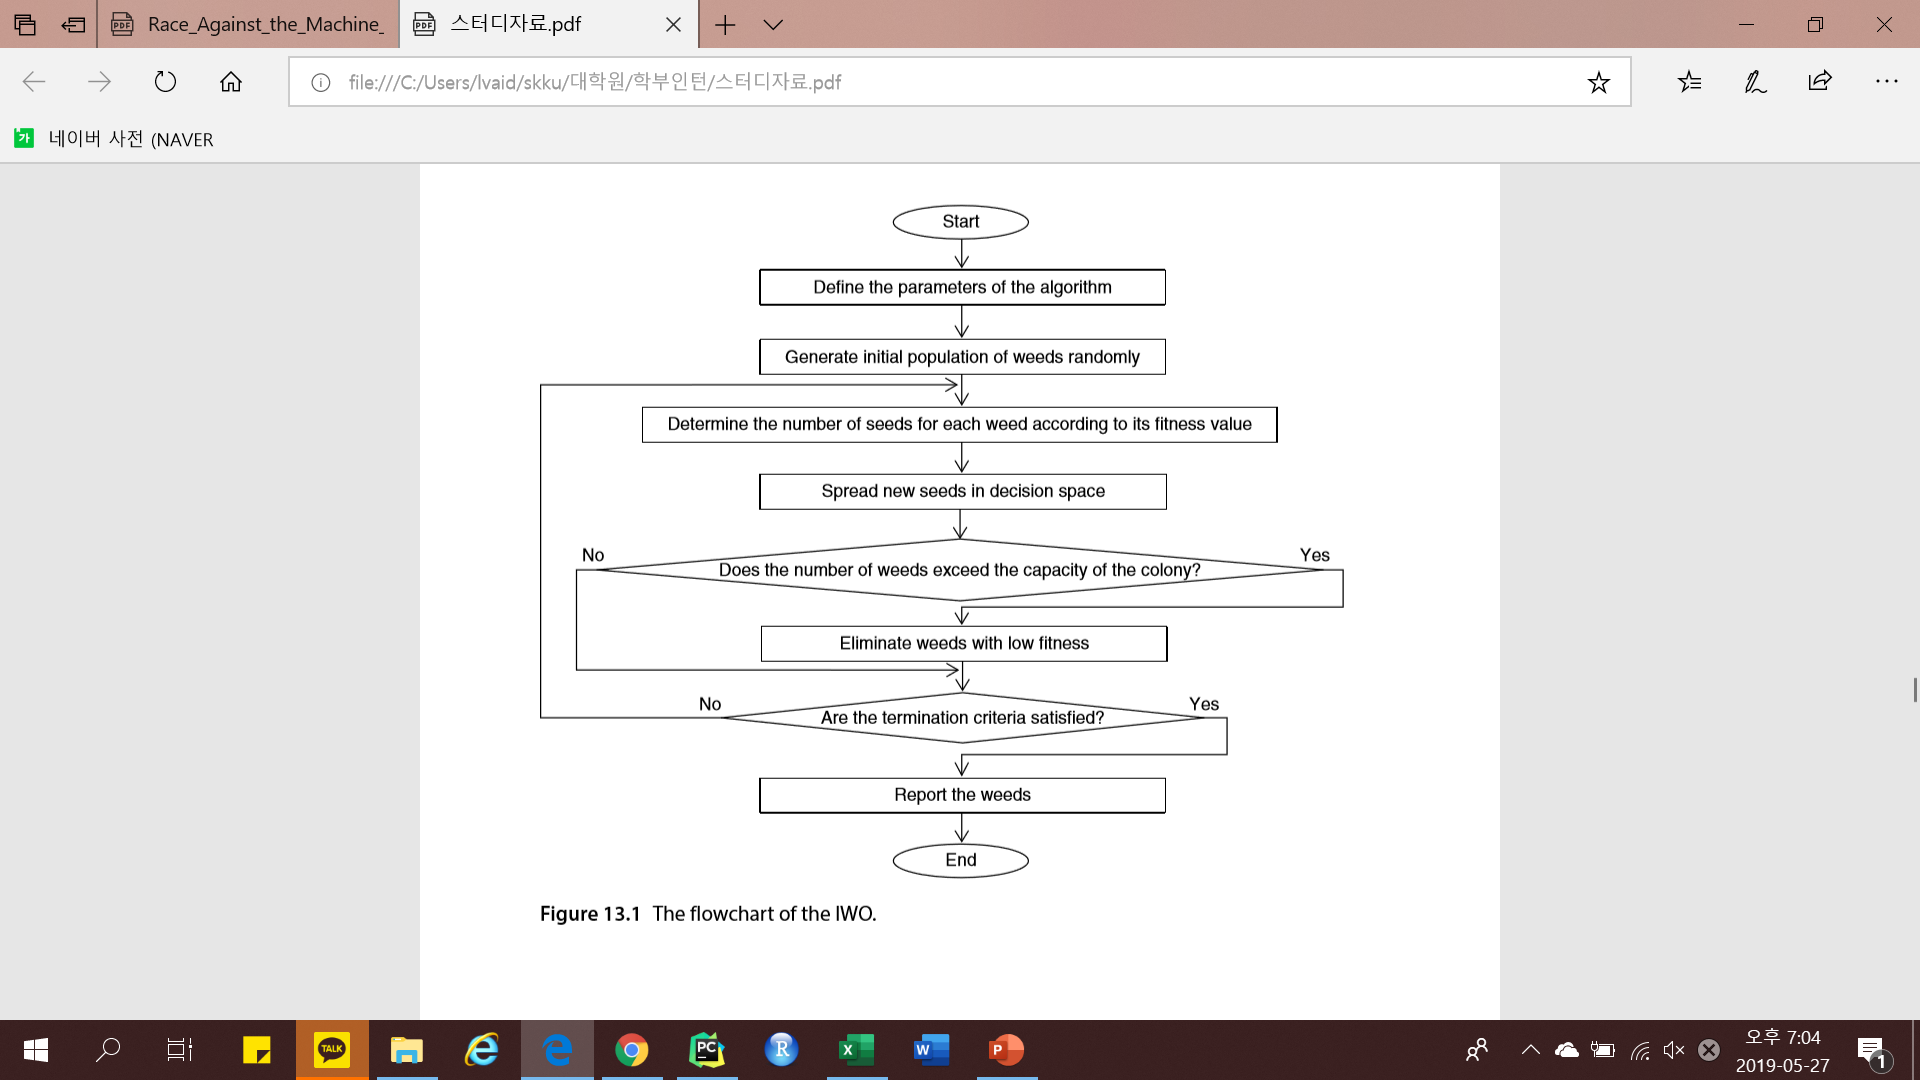 Race_Against_the_Machine_
스터디자료.pdf
file:///C:/Users/lvaid/skku/대학원/학부인턴/스터디자료.pdf
가
네이버 사전 (NAVER
Start
Define the parameters of the algorithm
Generate initial population of weeds randomly
Determine the number of seeds for each weed according to its fitness value
Spread new seeds in decision space
No
Yes
Does the number of weeds exceed the capacity of the colony?
Eliminate weeds with low fitness
No
Yes
Are the termination criteria satisfied?
Report the weeds
End
Figure 13.1 The flowchart of the IWO.
TALK
PC
R
X
W
P
오후 7:04
2019-05-27
1